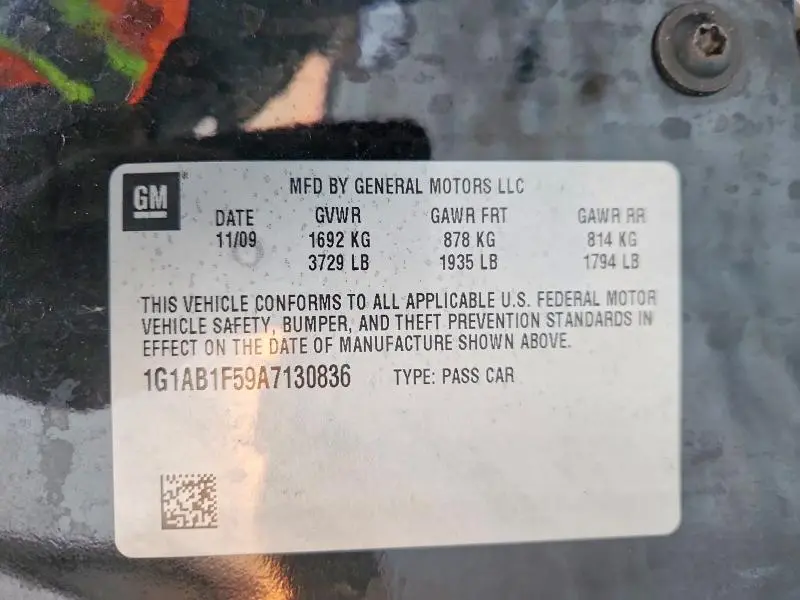 GM
MFD BY GENERAL MOTORS LLC
DATE GVWR GAWR FRT GAWR RR
11/09 1692 KG 878 KG 814 KG
3729 LB 1935 LB 1794 LB
THIS VEHICLE CONFORMS TO ALL APPLICABLE U.S. FEDERAL MOTOR
VEHICLE SAFETY, BUMPER, AND THEFT PREVENTION STANDARDS IN
EFFECT ON THE DATE OF MANUFACTURE SHOWN ABOVE.
1G1AB1F59A7130836 TYPE: PASS CAR